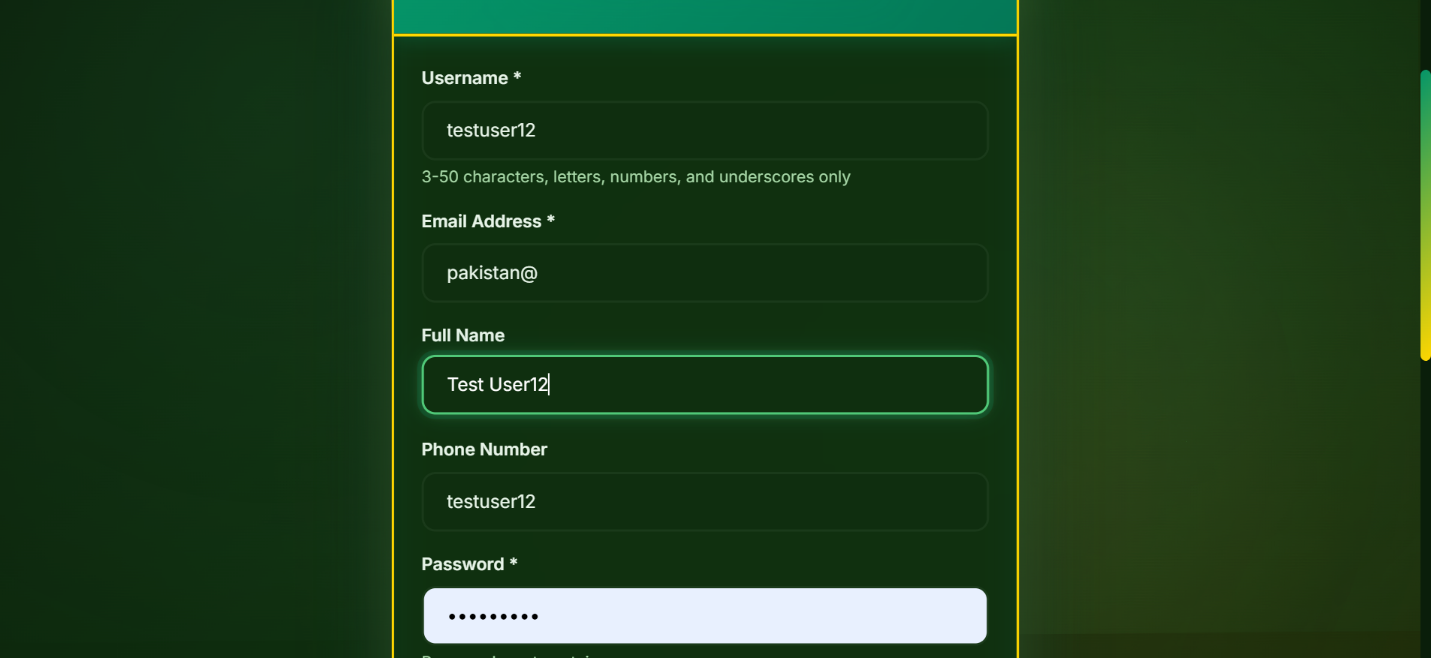 Username *
testuser12
3-50 characters, letters, numbers, and underscores only
Email Address *
pakistan@
Full Name
Test User12
Phone Number
testuser12
Password *
•••••••••